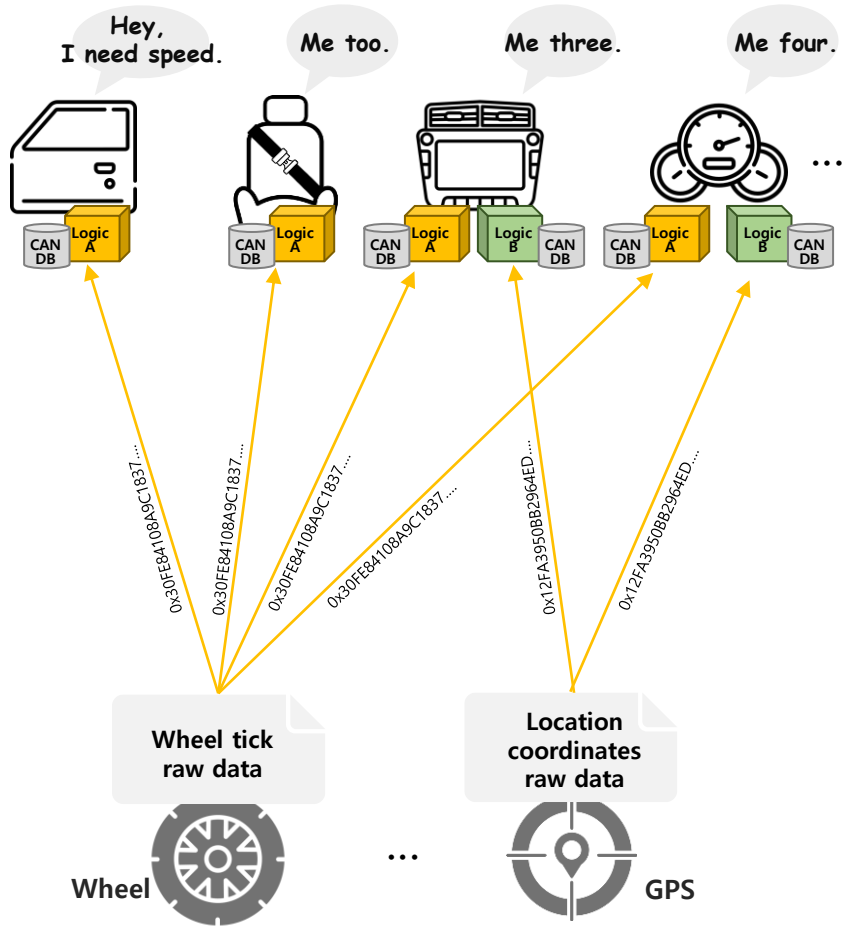 Hey,
I need speed.
Me too.
Me three.
Me four.
...
CAN
DB
Logic
A
CAN
DB
Logic
A
CAN
DB
Logic
A
Logic
B
CAN
DB
CAN
DB
Logic
A
Logic
B
CAN
DB
0x30FE84108A9C1837....
0x30FE84108A9C1837....
0x30FE84108A9C1837....
0x30FE84108A9C1837....
0x12FA3950BB2964ED....
0x12FA3950BB2964ED....
Wheel tick
raw data
Location
coordinates
raw data
Wheel
...
GPS